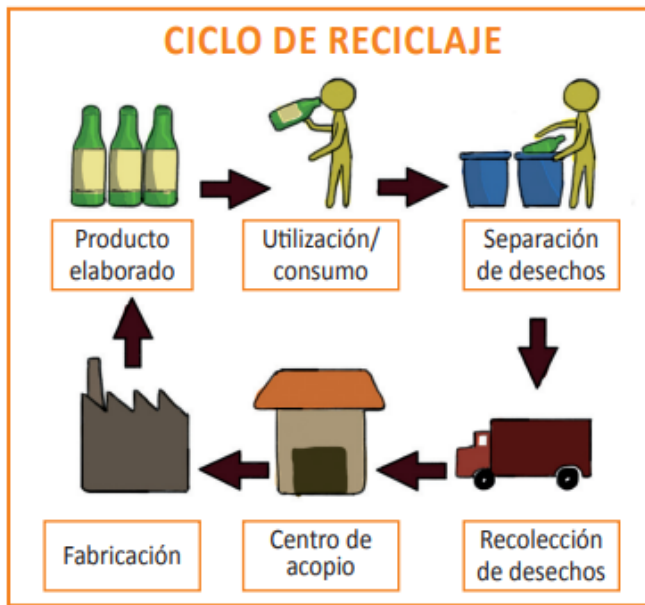 CICLO DE RECICLAJE
Producto
elaborado
Utilización/
consumo
Separación
de desechos
Fabricación
Centro de
acopio
Recolección
de desechos